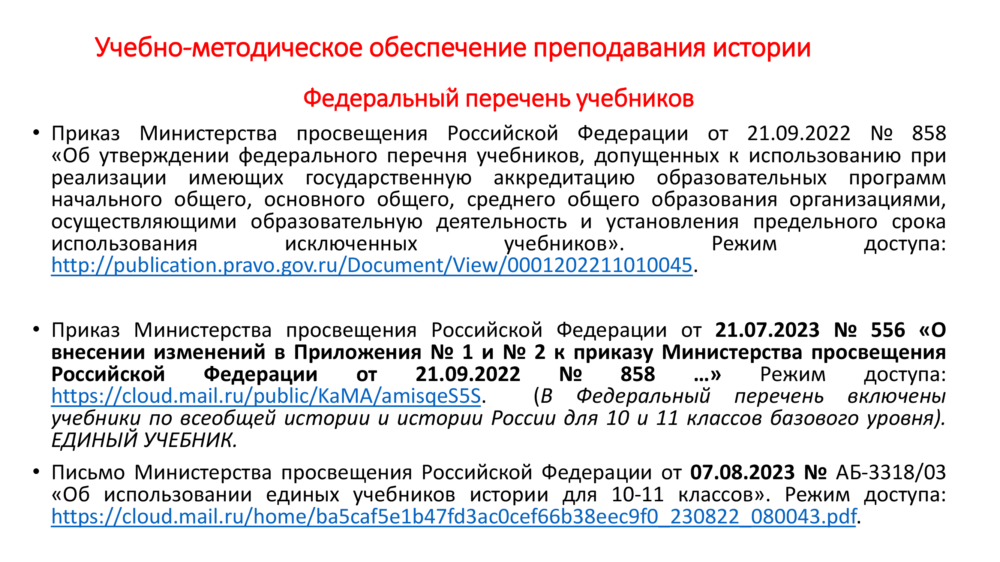 Учебно-методическое обеспечение преподавания истории
Федеральный перечень учебников
• Приказ Министерства просвещения Российской Федерации от 21.09.2022 № 858
«Об утверждении федерального перечня учебников, допущенных к использованию при
реализации имеющих государственную аккредитацию образовательных программ
начального общего, основного общего, среднего общего образования организациями,
осуществляющими образовательную деятельность и установления предельного срока
использования исключенных учебников». Режим доступа:
http://publication.pravo.gov.ru/Document/View/0001202211010045.
• Приказ Министерства просвещения Российской Федерации от 21.07.2023 № 556 «О
внесении изменений в Приложения № 1 и № 2 к приказу Министерства просвещения
Российской Федерации от 21.09.2022 № 858 …» Режим доступа:
https://cloud.mail.ru/public/KaMA/amisqeS5S. (В Федеральный перечень включены
учебники по всеобщей истории и истории России для 10 и 11 классов базового уровня).
ЕДИНЫЙ УЧЕБНИК.
• Письмо Министерства просвещения Российской Федерации от 07.08.2023 № АБ-3318/03
«Об использовании единых учебников истории для 10-11 классов». Режим доступа:
https://cloud.mail.ru/home/ba5caf5e1b47fd3ac0cef66b38eec9f0_230822_080043.pdf.